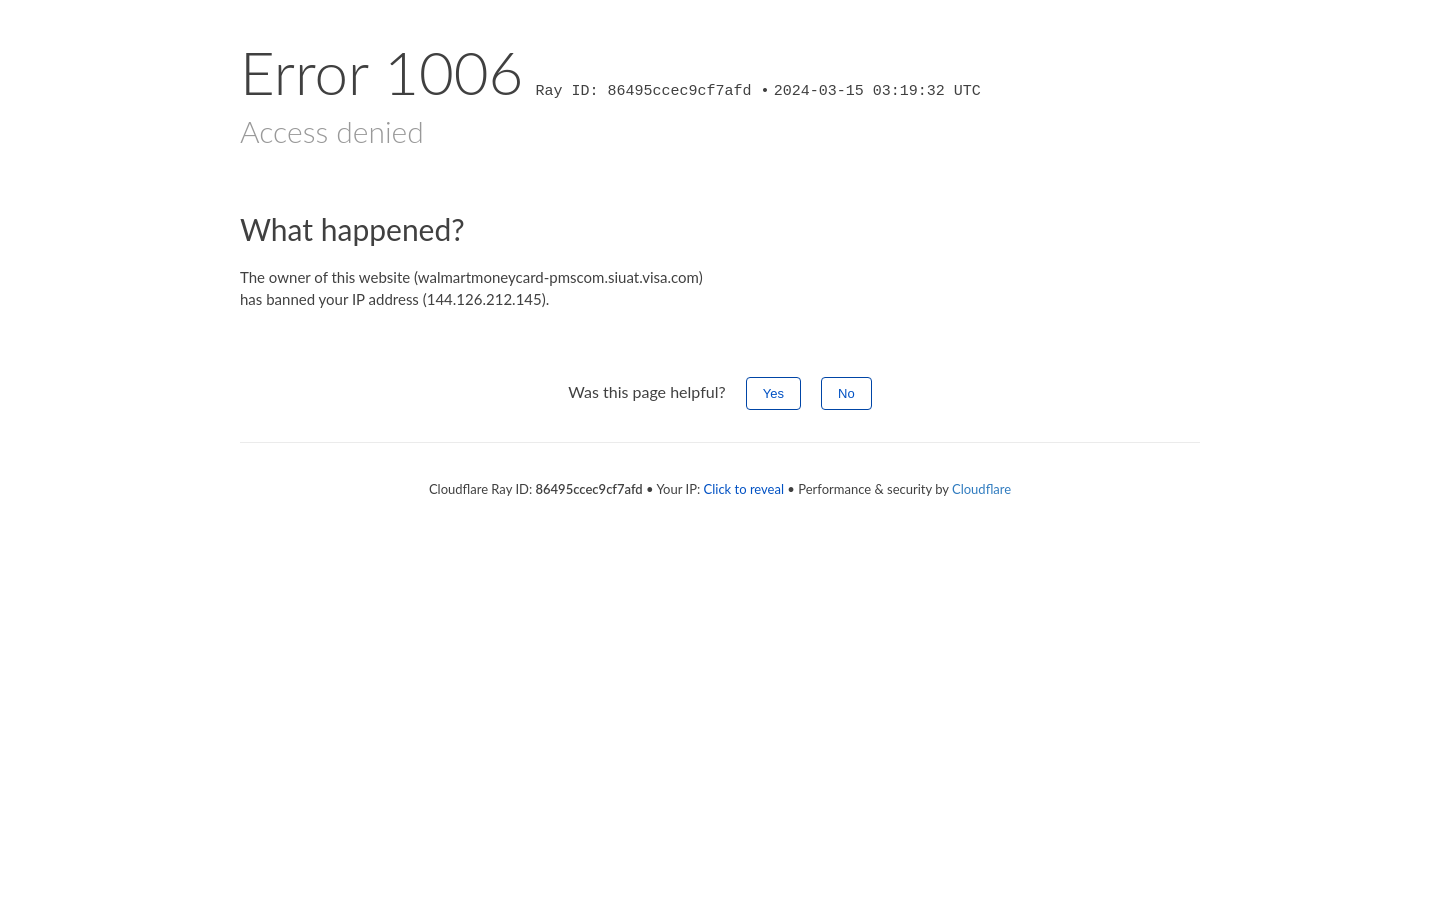 Error 1006 Ray ID: 86495ccec9cf7afd • 2024-03-15 03:19:32 UTC
Access denied
What happened?
The owner of this website (walmartmoneycard-pmscom.siuat.visa.com)
has banned your IP address (144.126.212.145).
Was this page helpful? Yes No
Cloudflare Ray ID: 86495ccec9cf7afd • Your IP: Click to reveal • Performance & security by Cloudflare